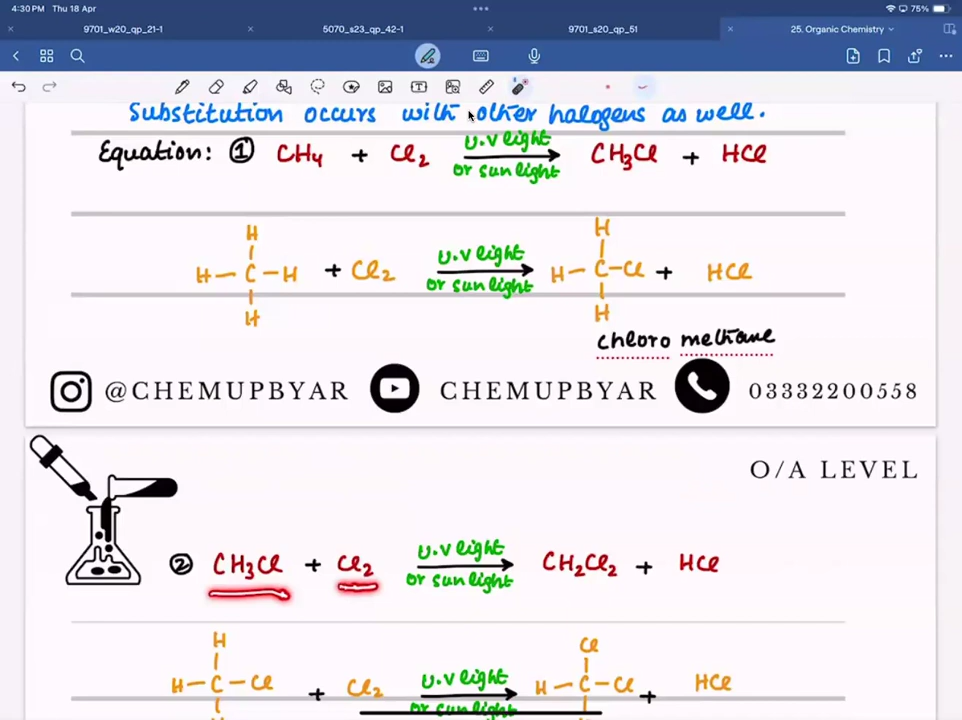 4:30 PM Thu 18 Apr
75%
9701_w20_qp_21-1
5070_s23_qp_42-1
9701_s20_qp_51
25. Organic Chemistry
Substitution occurs with other halogens as well.
Equation: ① CH4 + Cl2 u.v light or sunlight → CH3Cl + HCl
H
H — C — H + Cl2 u.v light or sunlight → H — C — Cl + HCl
H
H
H
chloro methane
@CHEMUPBYAR CHEMUPBYAR 03332200558
O/A LEVEL
② CH3Cl + Cl2 u.v light or sunlight → CH2Cl2 + HCl
H
Cl
H — C — Cl + Cl2 u.v light or sunlight → H — C — Cl + HCl